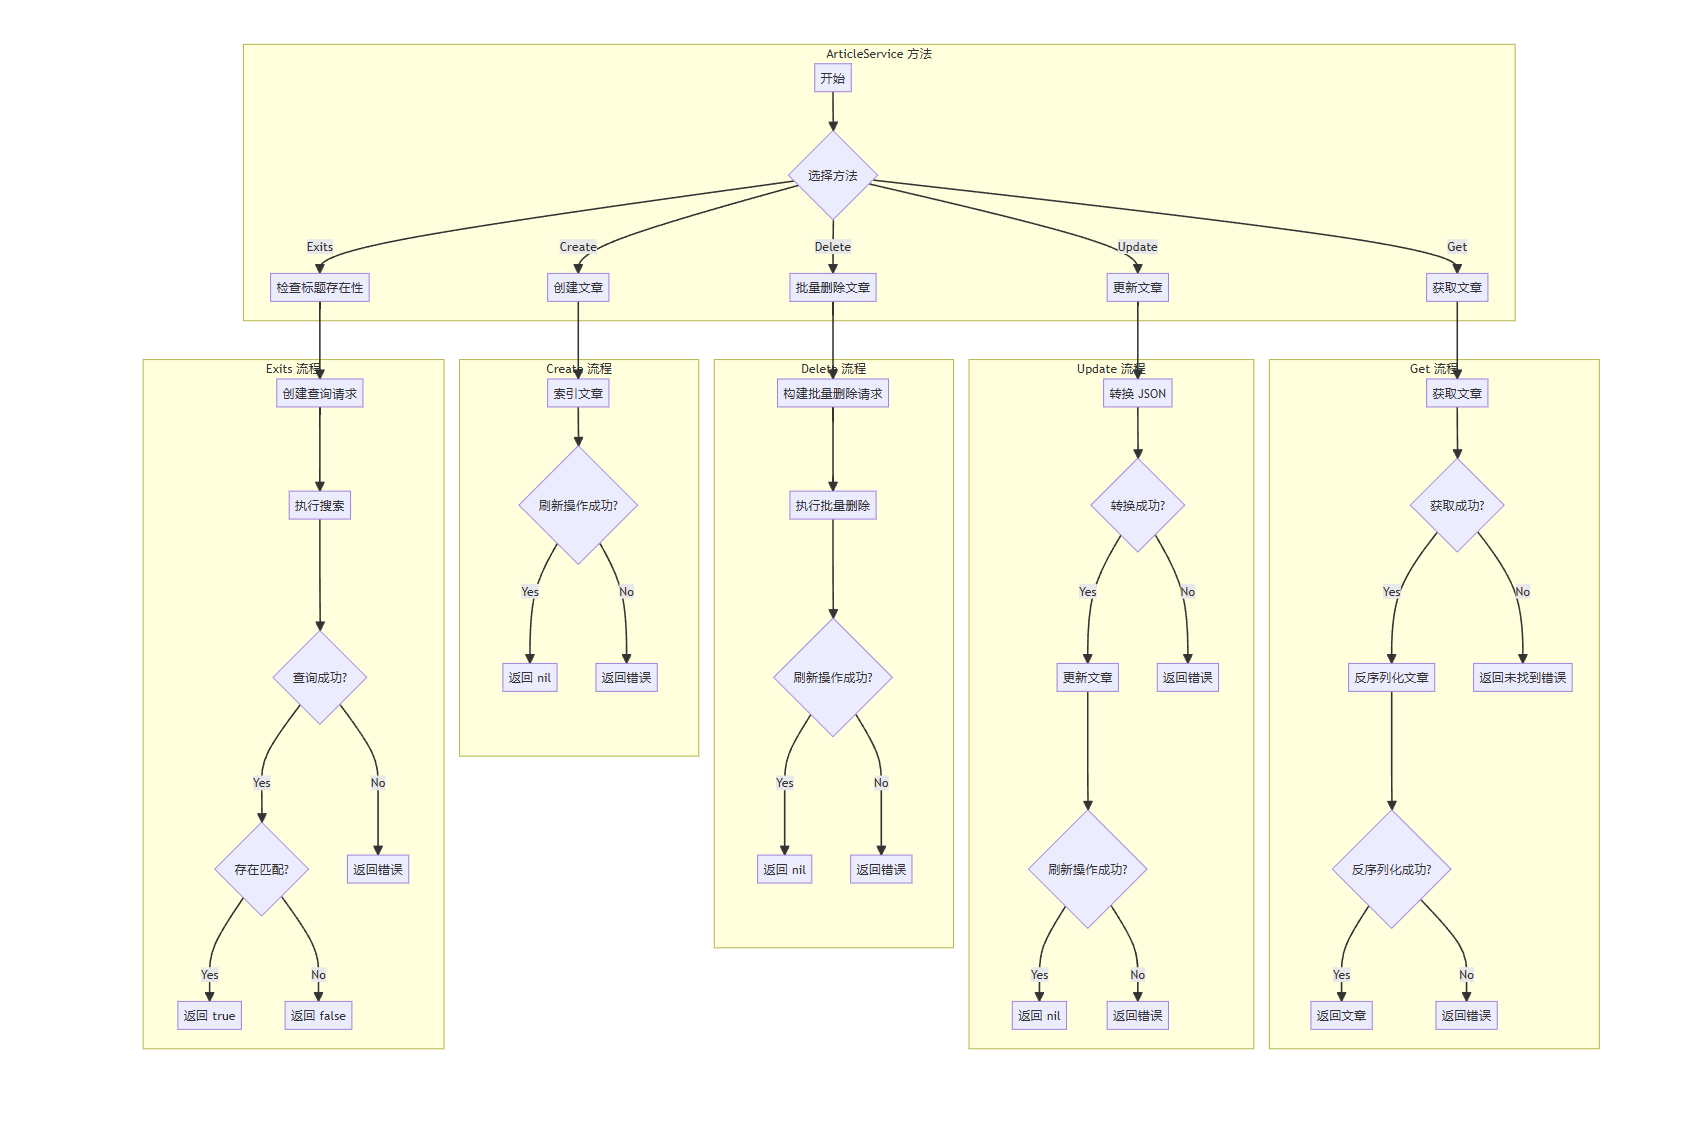 ArticleService 方法
开始
选择方法
Exits
Create
Delete
Update
Get
检查标题存在性
创建文章
批量删除文章
更新文章
获取文章
Exits 流程
创建查询请求
执行搜索
查询成功?
Yes
No
存在匹配?
返回错误
Yes
No
返回 true
返回 false
Create 流程
索引文章
刷新操作成功?
Yes
No
返回 nil
返回错误
Delete 流程
构建批量删除请求
执行批量删除
刷新操作成功?
Yes
No
返回 nil
返回错误
Update 流程
转换 JSON
转换成功?
Yes
No
更新文章
返回错误
刷新操作成功?
Yes
No
返回 nil
返回错误
Get 流程
获取文章
获取成功?
Yes
No
反序列化文章
返回未找到错误
反序列化成功?
Yes
No
返回文章
返回错误